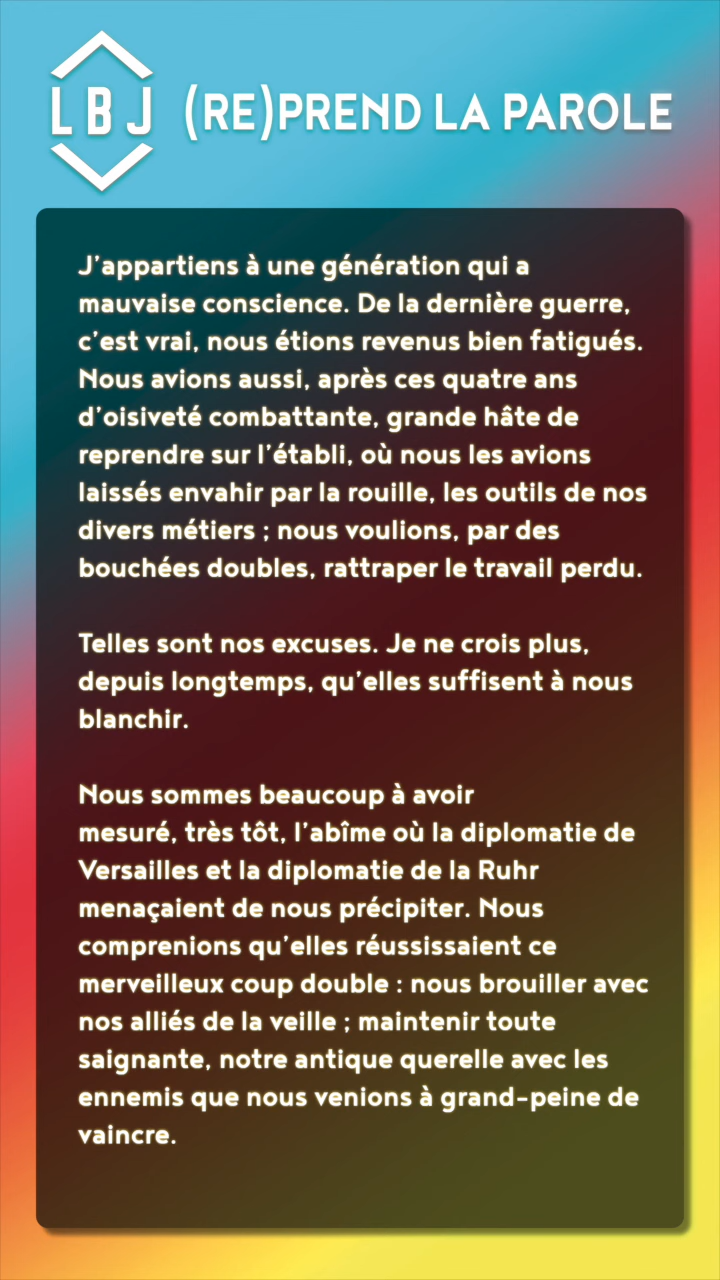 LBJ (RE)PREND LA PAROLE
J'appartiens à une génération qui a
mauvaise conscience. De la dernière guerre,
c'est vrai, nous étions revenus bien fatigués.
Nous avions aussi, après ces quatre ans
d'oisiveté combattante, grande hâte de
reprendre sur l'établi, où nous les avions
laissés envahir par la rouille, les outils de nos
divers métiers ; nous voulions, par des
bouchées doubles, rattraper le travail perdu.
Telles sont nos excuses. Je ne crois plus,
depuis longtemps, qu'elles suffisent à nous
blanchir.
Nous sommes beaucoup à avoir
mesuré, très tôt, l'abîme où la diplomatie de
Versailles et la diplomatie de la Ruhr
menaçaient de nous précipiter. Nous
comprenions qu'elles réussissaient ce
merveilleux coup double : nous brouiller avec
nos alliés de la veille ; maintenir toute
saignante, notre antique querelle avec les
ennemis que nous venions à grand-peine de
vaincre.